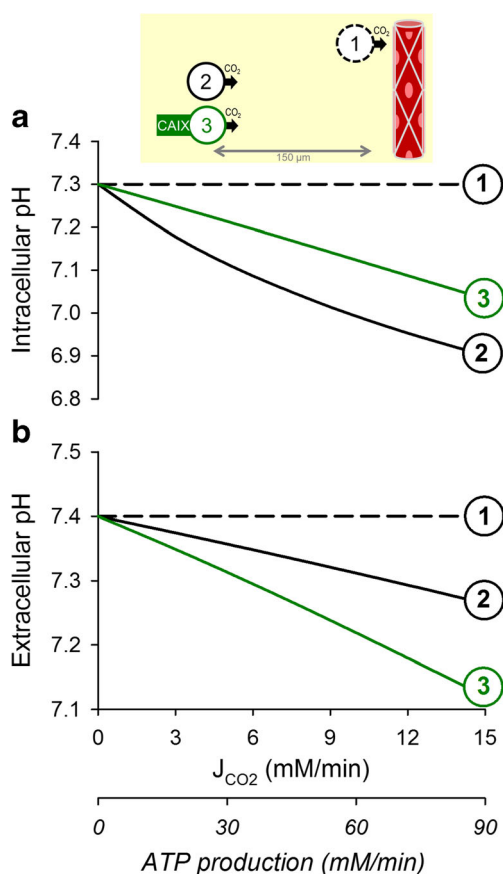 1
CO2
2
CO2
CAIX
3
CO2
150 µm
a
Intracellular pH
7.4
7.3
7.2
7.1
7.0
6.9
6.8
1
3
2
b
Extracellular pH
7.5
7.4
7.3
7.2
7.1
1
2
3
0 3 6 9 12 15
JCO2 (mM/min)
0 30 60 90
ATP production (mM/min)